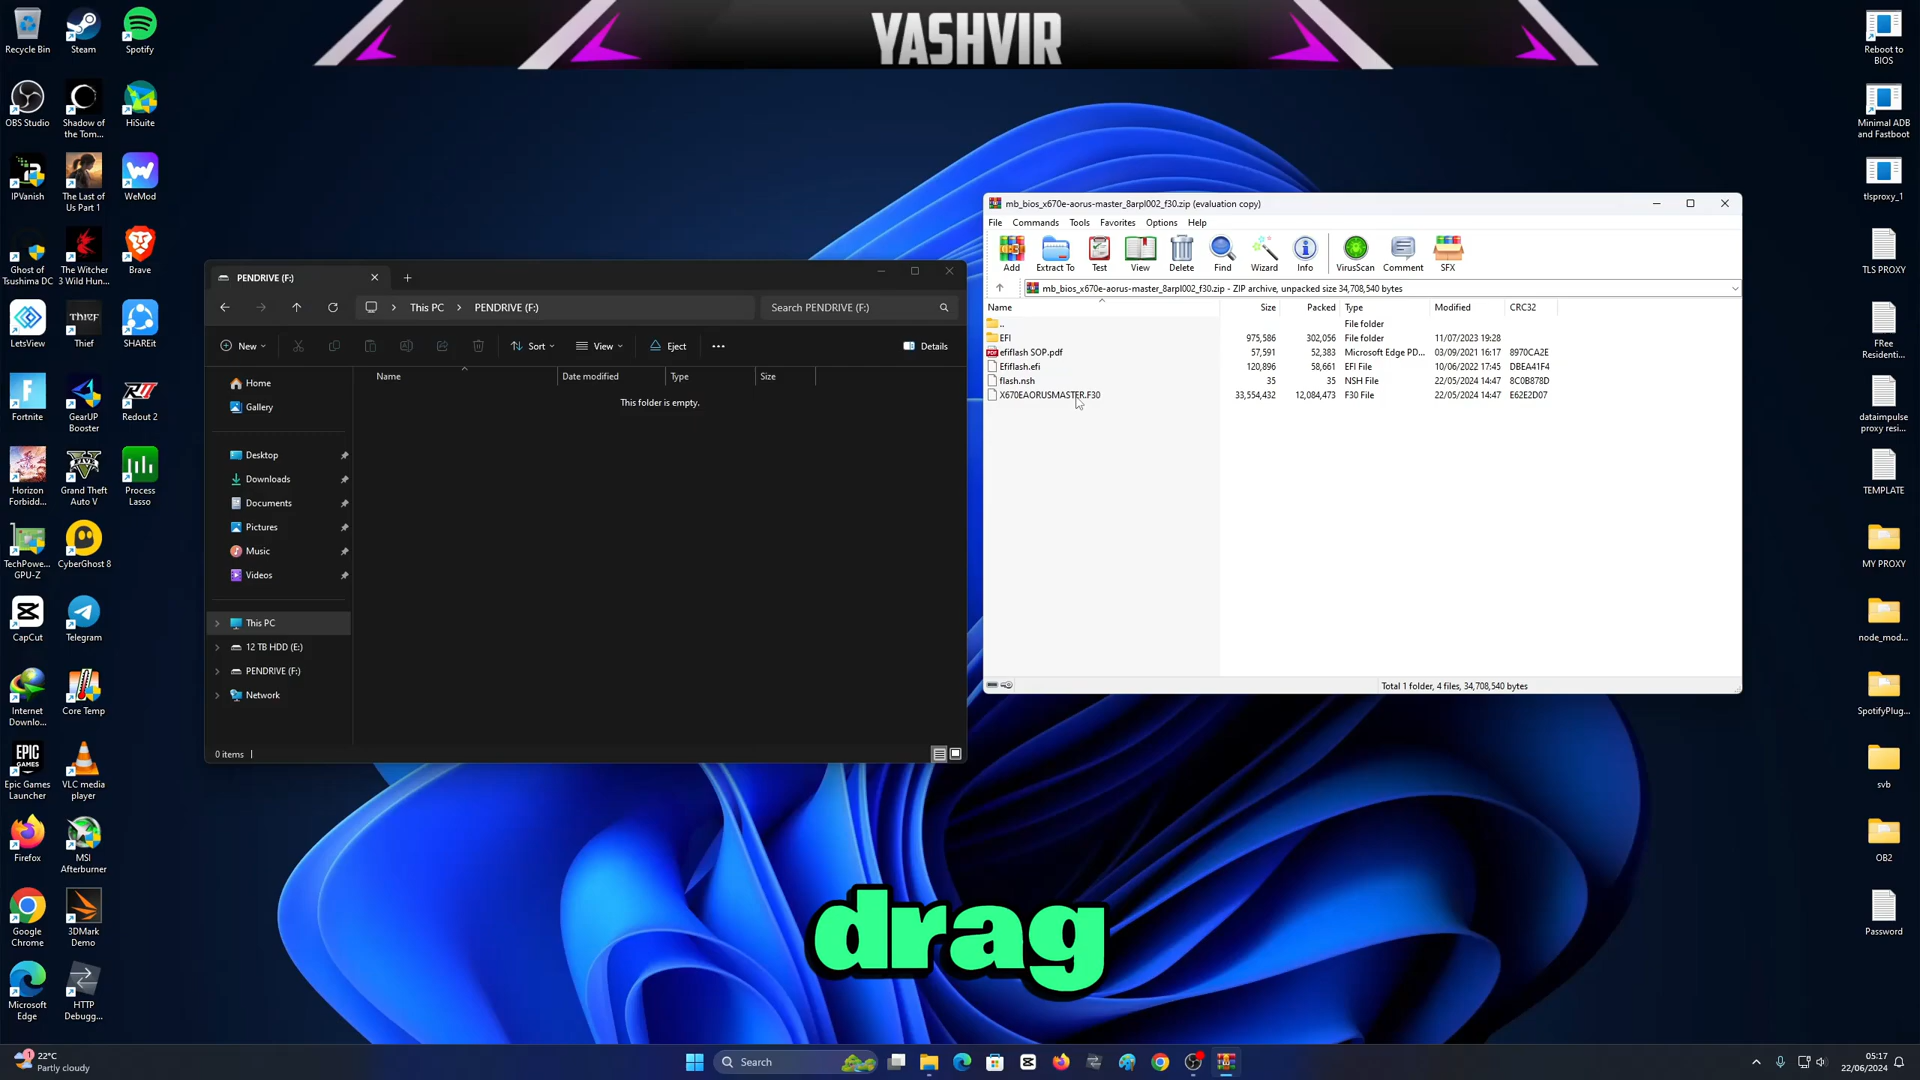 YASHVIR
Recycle Bin
Steam
Spotify
OBS Studio
Shadow of
the Tom...
HiSuite
IPVanish
The Last of
Us Part 1
WeMod
Ghost of
Tsushima DC
The Witcher
3 Wild Hun...
Brave
LetsView
THIEF
Thief
SHAREit
Fortnite
GearUP
Booster
Redout 2
Horizon
Forbidd...
Grand Theft
Auto V
Process
Lasso
TechPowe...
GPU-Z
CyberGhost 8
CapCut
Telegram
Internet
Downlo...
Core Temp
EPIC
GAMES
Epic Games
Launcher
VLC media
player
Firefox
MSI
Afterburner
Google
Chrome
3DMark
Demo
Microsoft
Edge
HTTP
Debugg...
PENDRIVE (F:)
This PC
PENDRIVE (F:)
Search PENDRIVE (F:)
New
Sort
View
Eject
Details
Name
Date modified
Type
Size
This folder is empty.
Home
Gallery
Desktop
Downloads
Documents
Pictures
Music
Videos
This PC
12 TB HDD (E:)
PENDRIVE (F:)
Network
0 items
mb_bios_x670e-aorus-master_8arpl002_f30.zip (evaluation copy)
File Commands Tools Favorites Options Help
Add
Extract To
Test
View
Delete
Find
Wizard
Info
VirusScan
Comment
SFX
mb_bios_x670e-aorus-master_8arpl002_f30.zip - ZIP archive, unpacked size 34,708,540 bytes
Name Size Packed Type Modified CRC32
.. File folder
EFI 975,586 302,056 File folder 11/07/2023 19:28
efiflash SOP.pdf 57,591 52,383 Microsoft Edge PD... 03/09/2021 16:17 8970CA2E
Efiflash.efi 120,896 58,661 EFI File 10/06/2022 17:45 DBEA41F4
flash.nsh 35 35 NSH File 22/05/2024 14:47 8C0B878D
X670EAORUSMASTER.F30 33,554,432 12,084,473 F30 File 22/05/2024 14:47 E62E2D07
Total 1 folder, 4 files, 34,708,540 bytes
Reboot to
BIOS
Minimal ADB
and Fastboot
tlsproxy_1
TLS PROXY
FRee
Residenti...
dataimpulse
proxy resi...
TEMPLATE
MY PROXY
node_mod...
SpotifyPlug...
svb
OB2
Password
drag
1
22°C
Partly cloudy
Search
05:17
22/06/2024